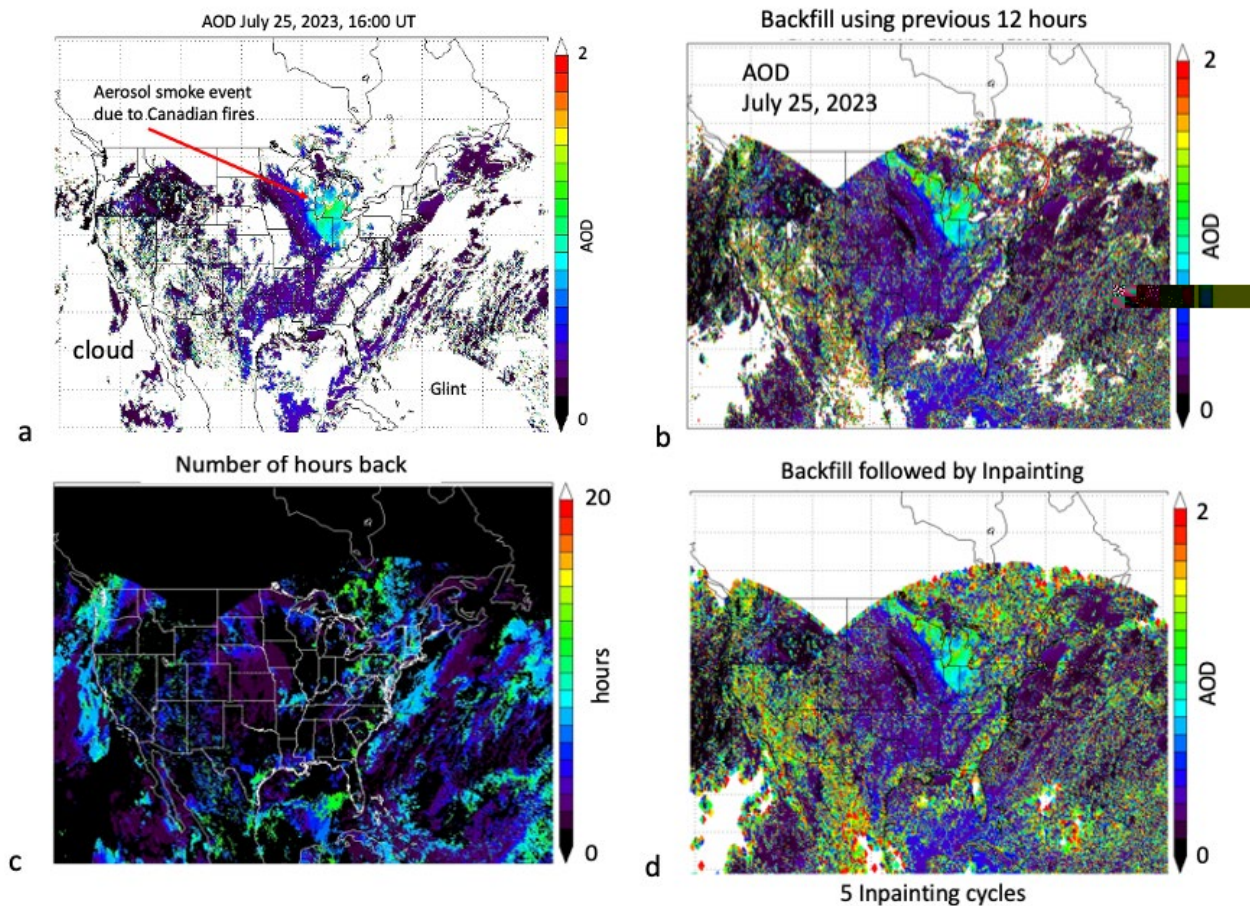 AOD July 25, 2023, 16:00 UT
Aerosol smoke event
due to Canadian fires
cloud
Glint
2
AOD
0
a
Backfill using previous 12 hours
AOD
July 25, 2023
2
AOD
0
b
Number of hours back
20
hours
0
c
Backfill followed by Inpainting
2
AOD
0
d
5 Inpainting cycles